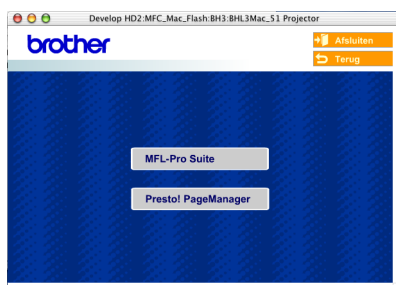 Develop HD2:MFC_Mac_Flash:BH3:BHL3Mac_51 Projector
brother
Afsluiten
Terug
MFL-Pro Suite
Presto! PageManager